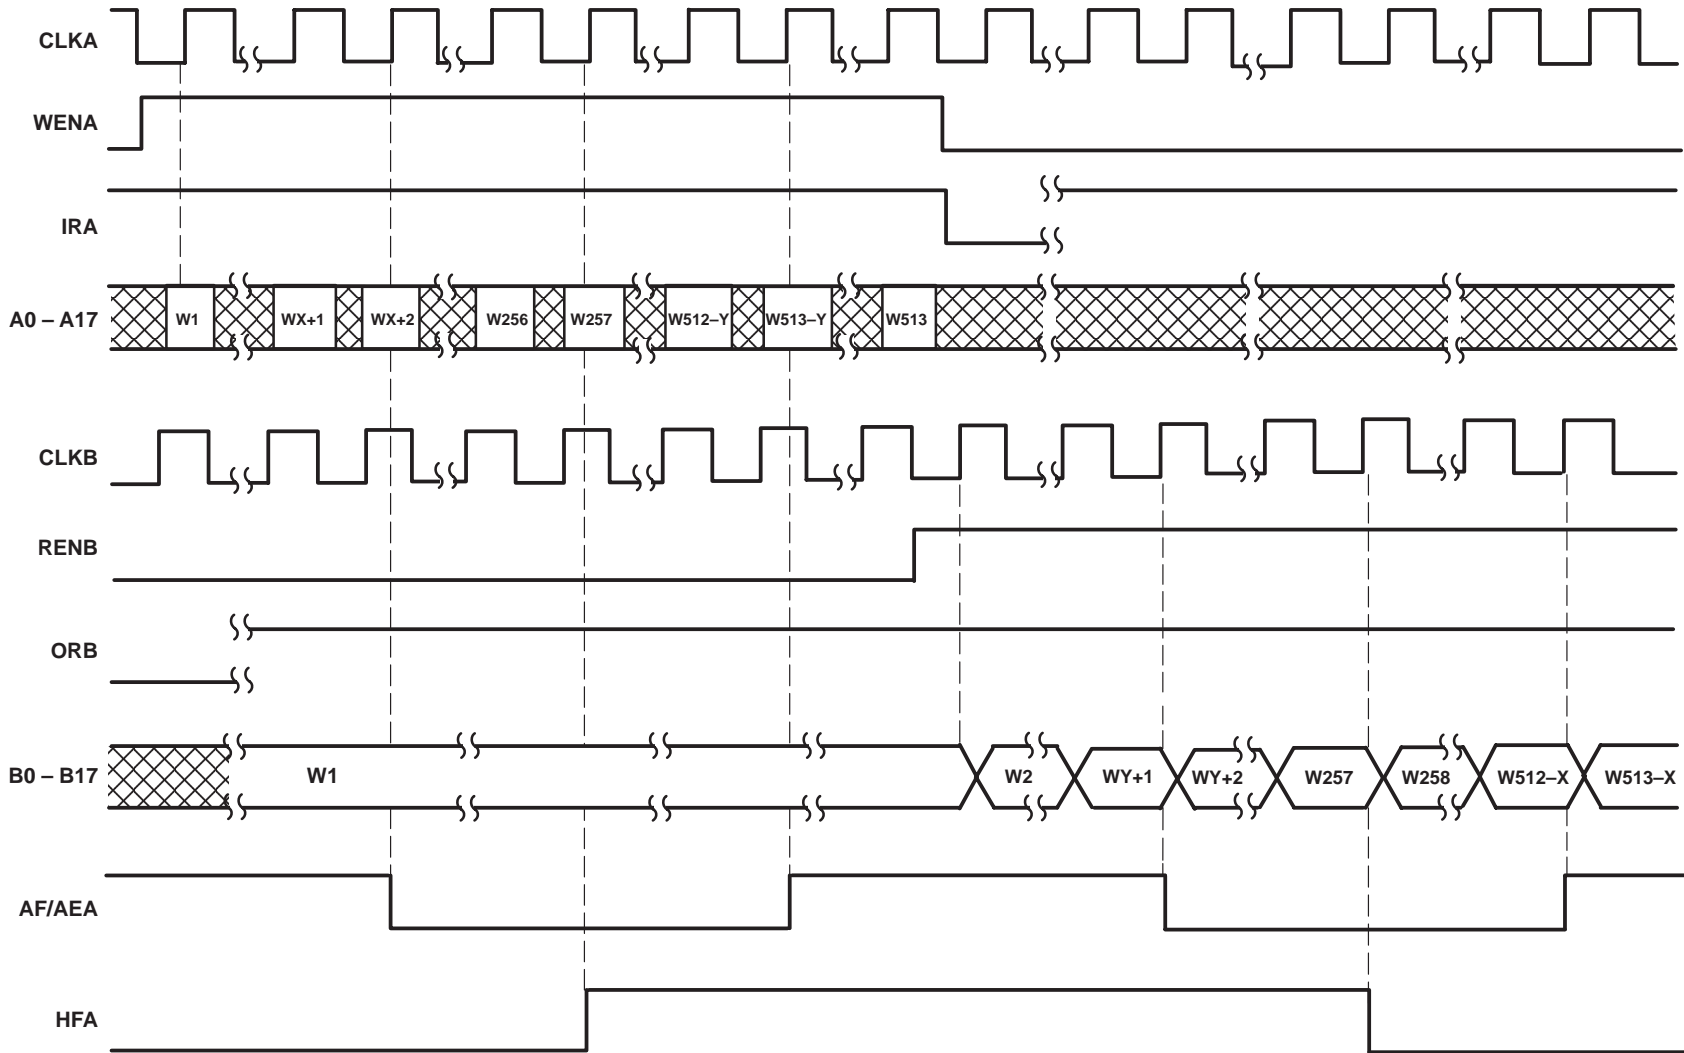 CLKA
WENA
IRA
A0 – A17
W1
WX+1
WX+2
W256
W257
W512–Y
W513–Y
W513
CLKB
RENB
ORB
B0 – B17
W1
W2
WY+1
WY+2
W257
W258
W512–X
W513–X
AF/AEA
HFA